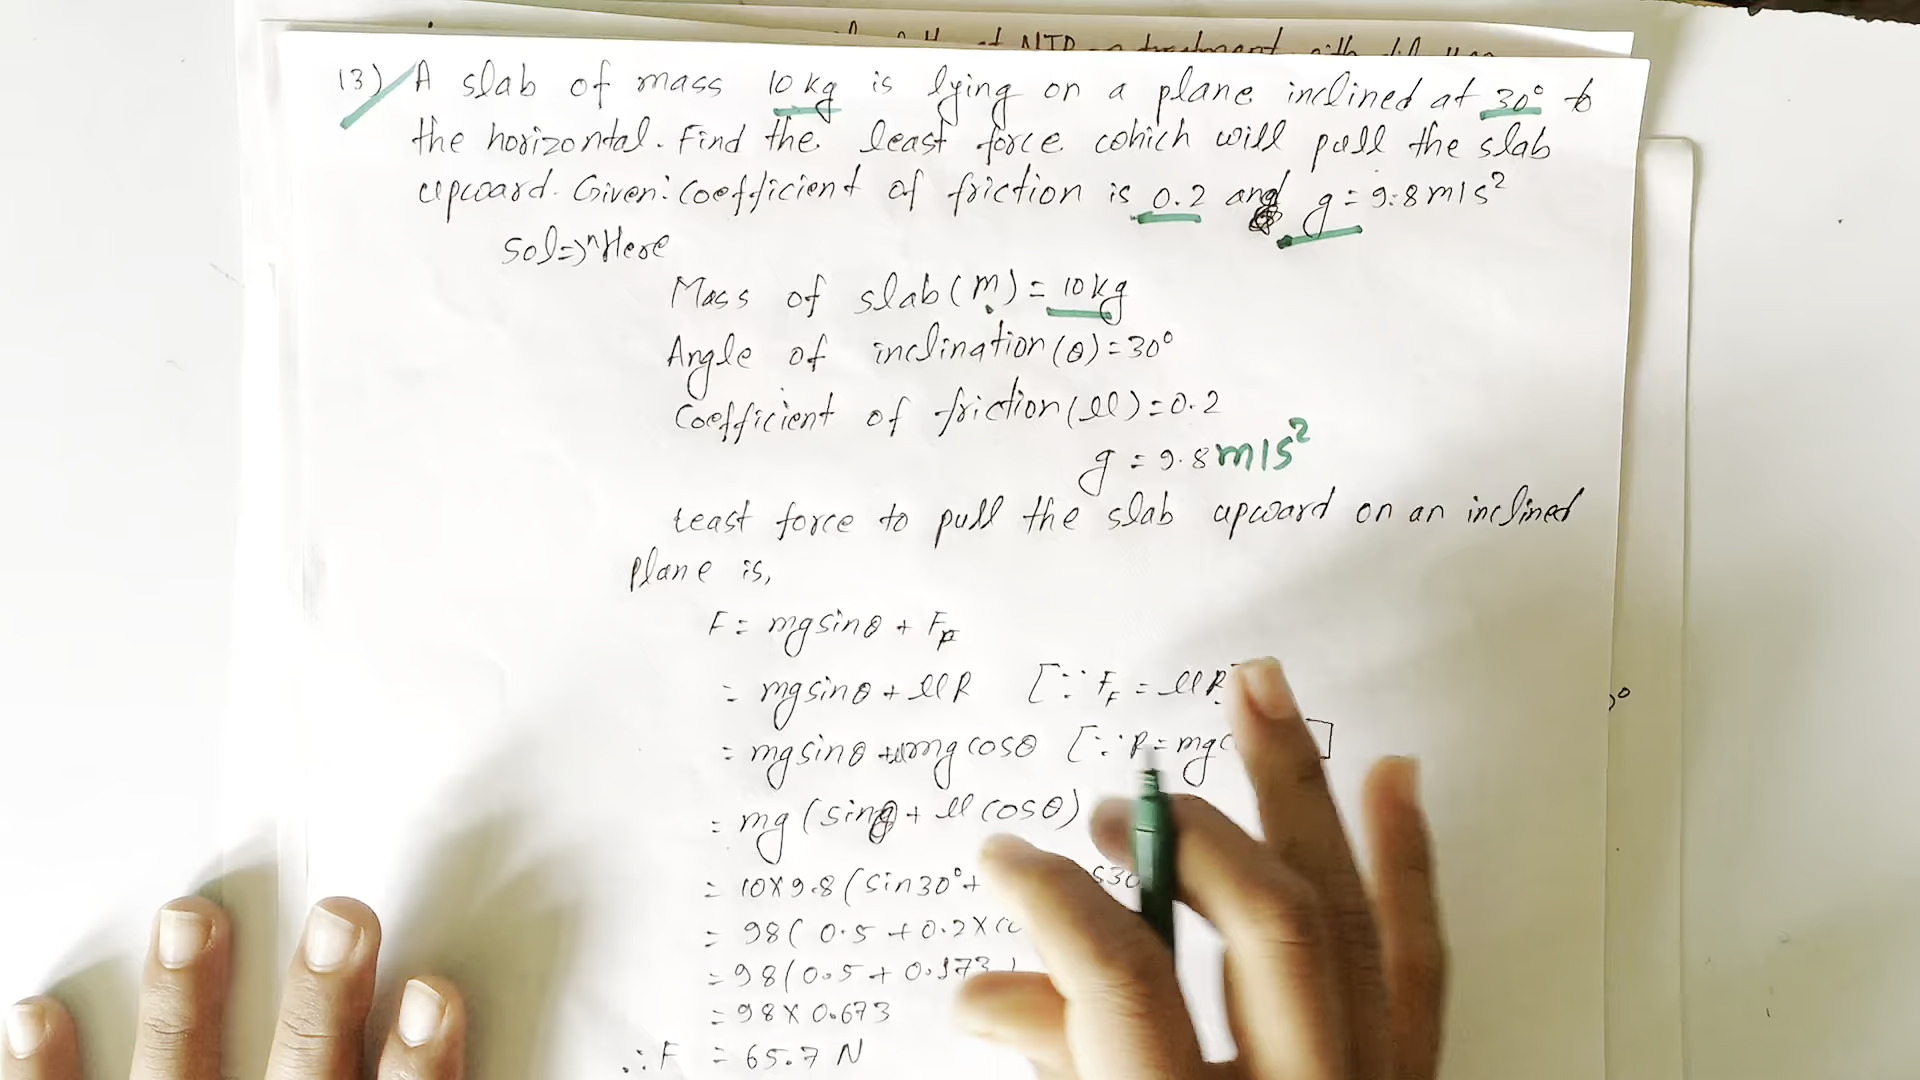 13) A slab of mass 10 kg is lying on a plane inclined at 30° to
the horizontal. Find the least force which will pull the slab
upward. Given: Coefficient of friction is 0.2 and g = 9.8 m/s²
Solⁿ⇒ Here
Mass of slab (m) = 10 kg
Angle of inclination (θ) = 30°
Coefficient of friction (μ) = 0.2
g = 9.8 m/s²
Least force to pull the slab upward on an inclined
plane is,
F = mg sinθ + F_F
= mg sinθ + μR [∵ F_F = μR]
= mg sinθ + μmg cosθ [∵ R = mg ]
= mg (sinθ + μ cosθ)
= 10 × 9.8 (sin30° + s30
= 98 ( 0.5 + 0.2 ×
= 98 (0.5 + 0.173 )
= 98 × 0.673
∴ F = 65.7 N